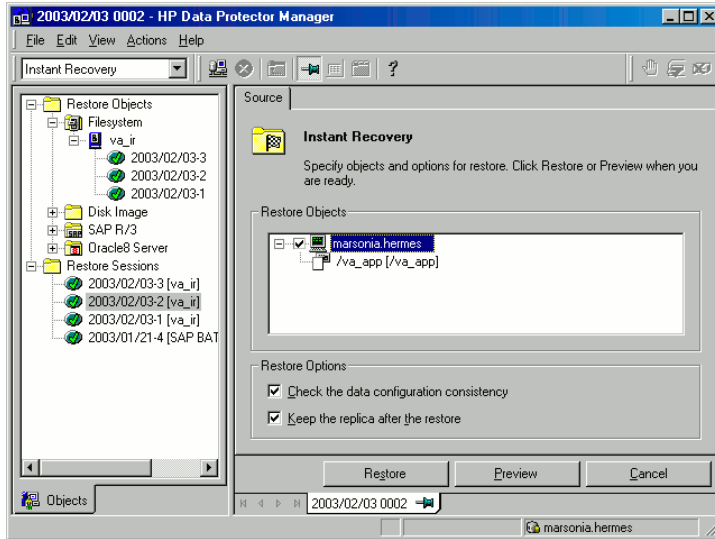 2003/02/03 0002 - HP Data Protector Manager
File Edit View Actions Help
Instant Recovery
Restore Objects
Filesystem
va_ir
2003/02/03-3
2003/02/03-2
2003/02/03-1
Disk Image
SAP R/3
Oracle8 Server
Restore Sessions
2003/02/03-3 [va_ir]
2003/02/03-2 [va_ir]
2003/02/03-1 [va_ir]
2003/01/21-4 [SAP BAT
Objects
Source
Instant Recovery
Specify objects and options for restore. Click Restore or Preview when you
are ready.
Restore Objects
marsonia.hermes
/va_app [/va_app]
Restore Options
Check the data configuration consistency
Keep the replica after the restore
Restore Preview Cancel
2003/02/03 0002
marsonia.hermes